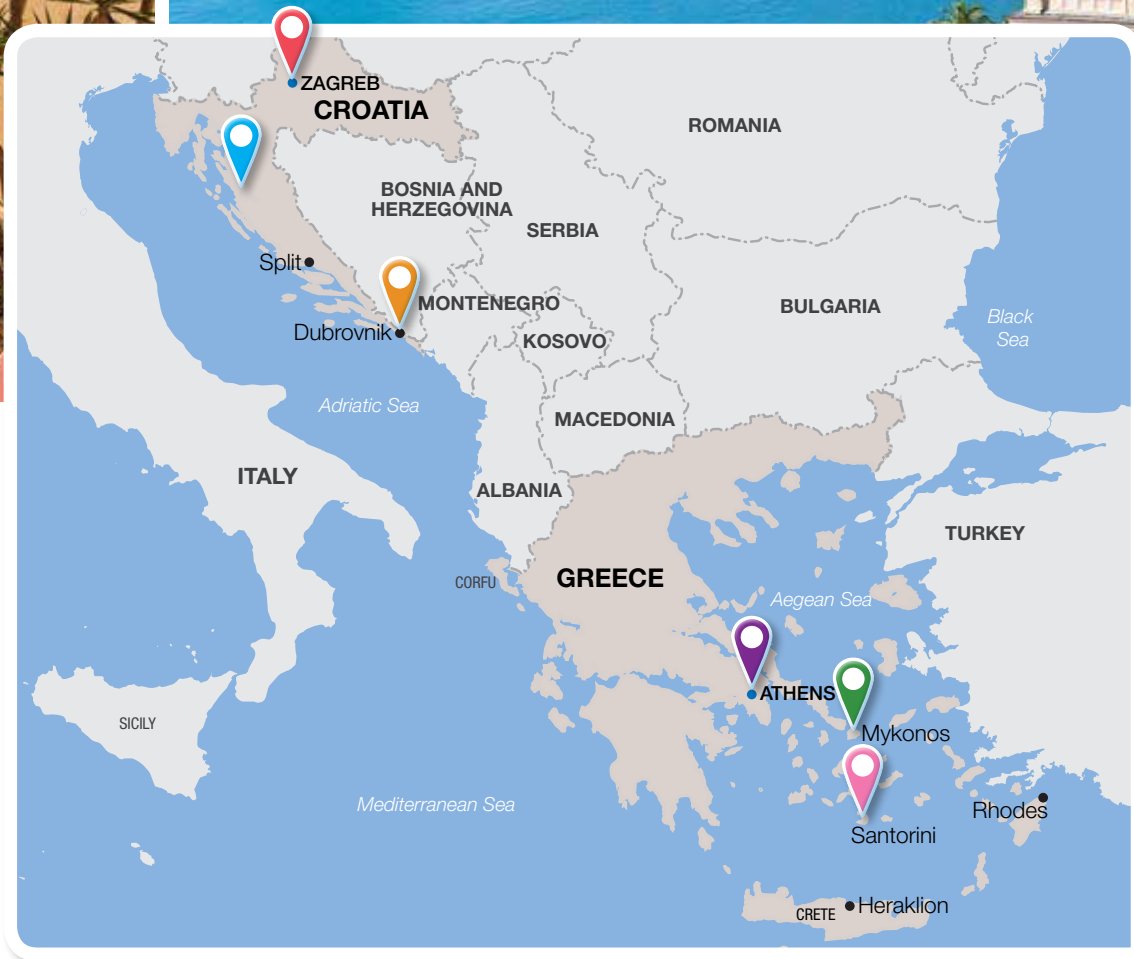 ZAGREB
CROATIA
ROMANIA
BOSNIA AND
HERZEGOVINA
SERBIA
Split
MONTENEGRO
BULGARIA
Black
Sea
Dubrovnik
KOSOVO
Adriatic Sea
MACEDONIA
ITALY
ALBANIA
TURKEY
CORFU
GREECE
Aegean Sea
ATHENS
SICILY
Mykonos
Mediterranean Sea
Rhodes
Santorini
CRETE
Heraklion